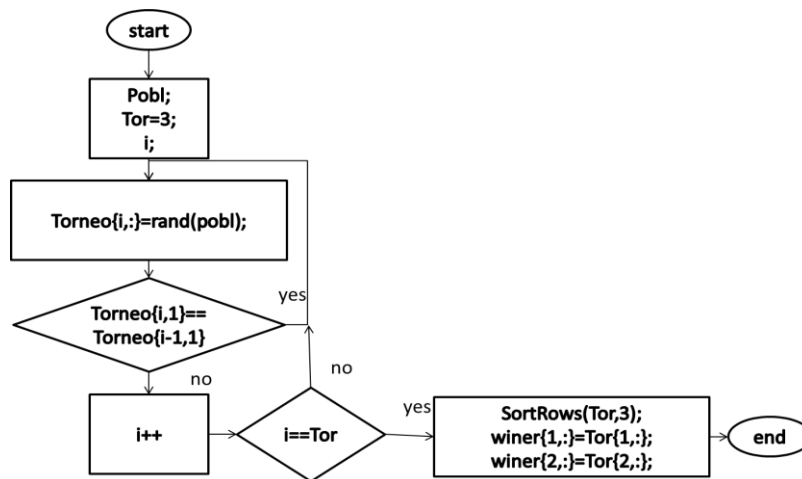 start
Pobl;
Tor=3;
i;
Torneo{i,:}=rand(pobl);
Torneo{i,1}==
Torneo{i-1,1}
yes
no
i++
i==Tor
no
yes
SortRows(Tor,3);
winer{1,:}=Tor{1,:};
winer{2,:}=Tor{2,:};
end